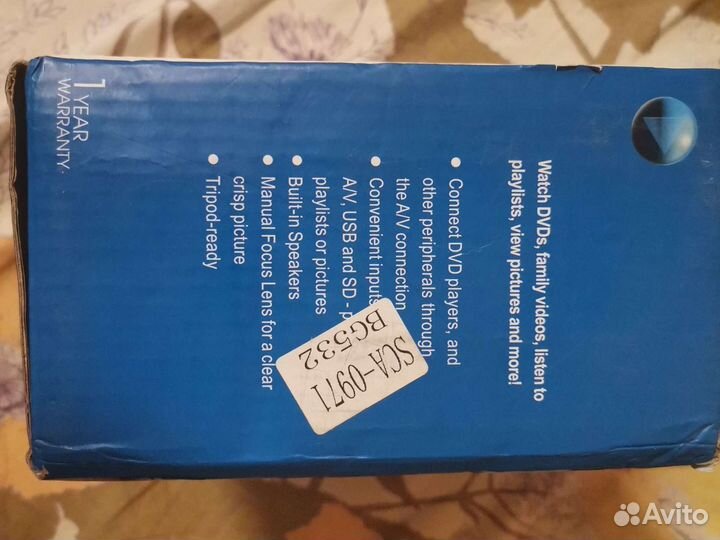 Watch DVDs, family videos, listen to
playlists, view pictures and more!
• Connect DVD players, and
other peripherals through
the A/V connection
• Convenient inputs
A/V, USB and SD - p
playlists or pictures
• Built-in Speakers
• Manual Focus Lens for a clear
crisp picture
• Tripod-ready
1 YEAR
WARRANTY.
SCA-0971
BG532
Avito